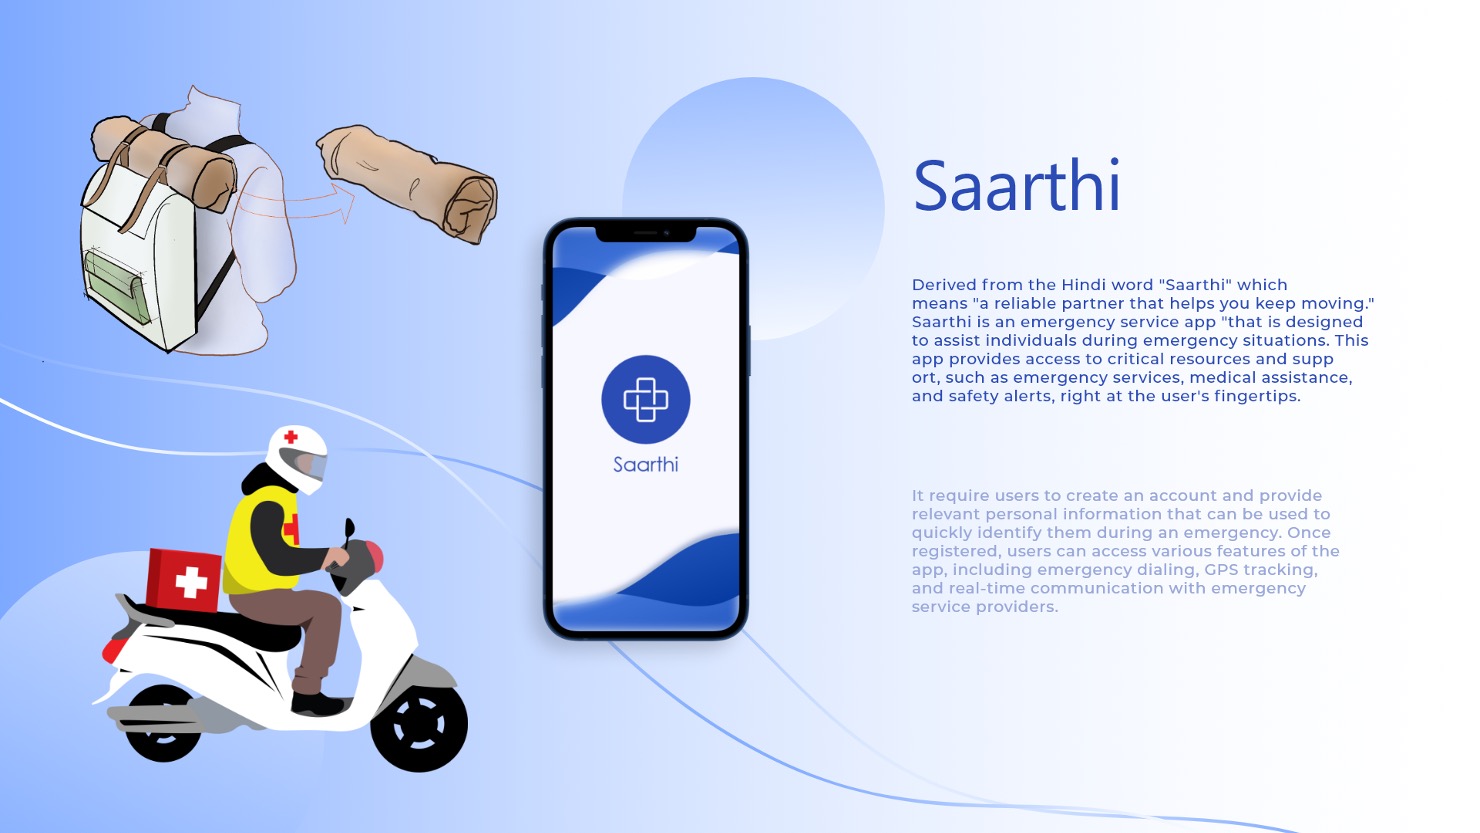 Saarthi
Derived from the Hindi word "Saarthi" which
means "a reliable partner that helps you keep moving."
Saarthi is an emergency service app "that is designed
to assist individuals during emergency situations. This
app provides access to critical resources and supp
ort, such as emergency services, medical assistance,
and safety alerts, right at the user's fingertips.
Saarthi
It require users to create an account and provide
relevant personal information that can be used to
quickly identify them during an emergency. Once
registered, users can access various features of the
app, including emergency dialing, GPS tracking,
and real-time communication with emergency
service providers.